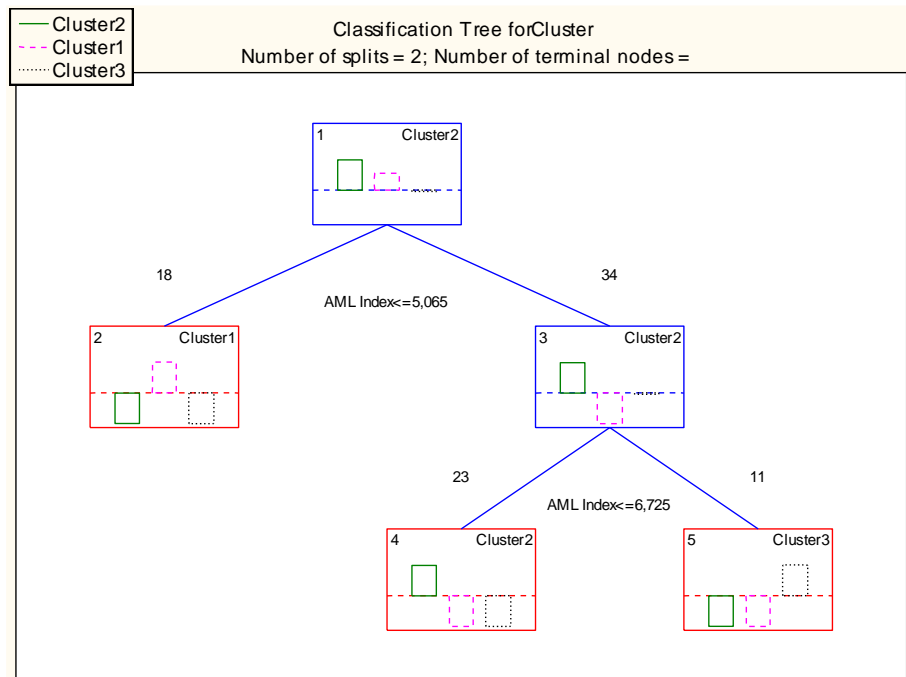 Cluster2
Cluster1
Cluster3
Classification Tree forCluster
Number of splits = 2; Number of terminal nodes =
1 Cluster2
18 34
AML Index<=5,065
2 Cluster1
3 Cluster2
23 11
AML Index<=6,725
4 Cluster2
5 Cluster3